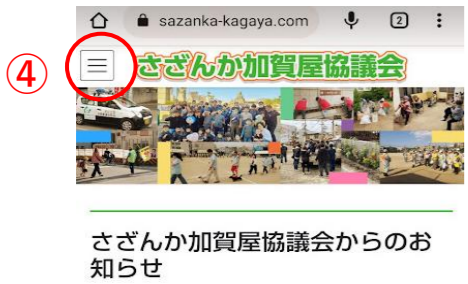 sazanka-kagaya.com
2
④
さざんか加賀屋協議会
さざんか加賀屋協議会からのお
知らせ